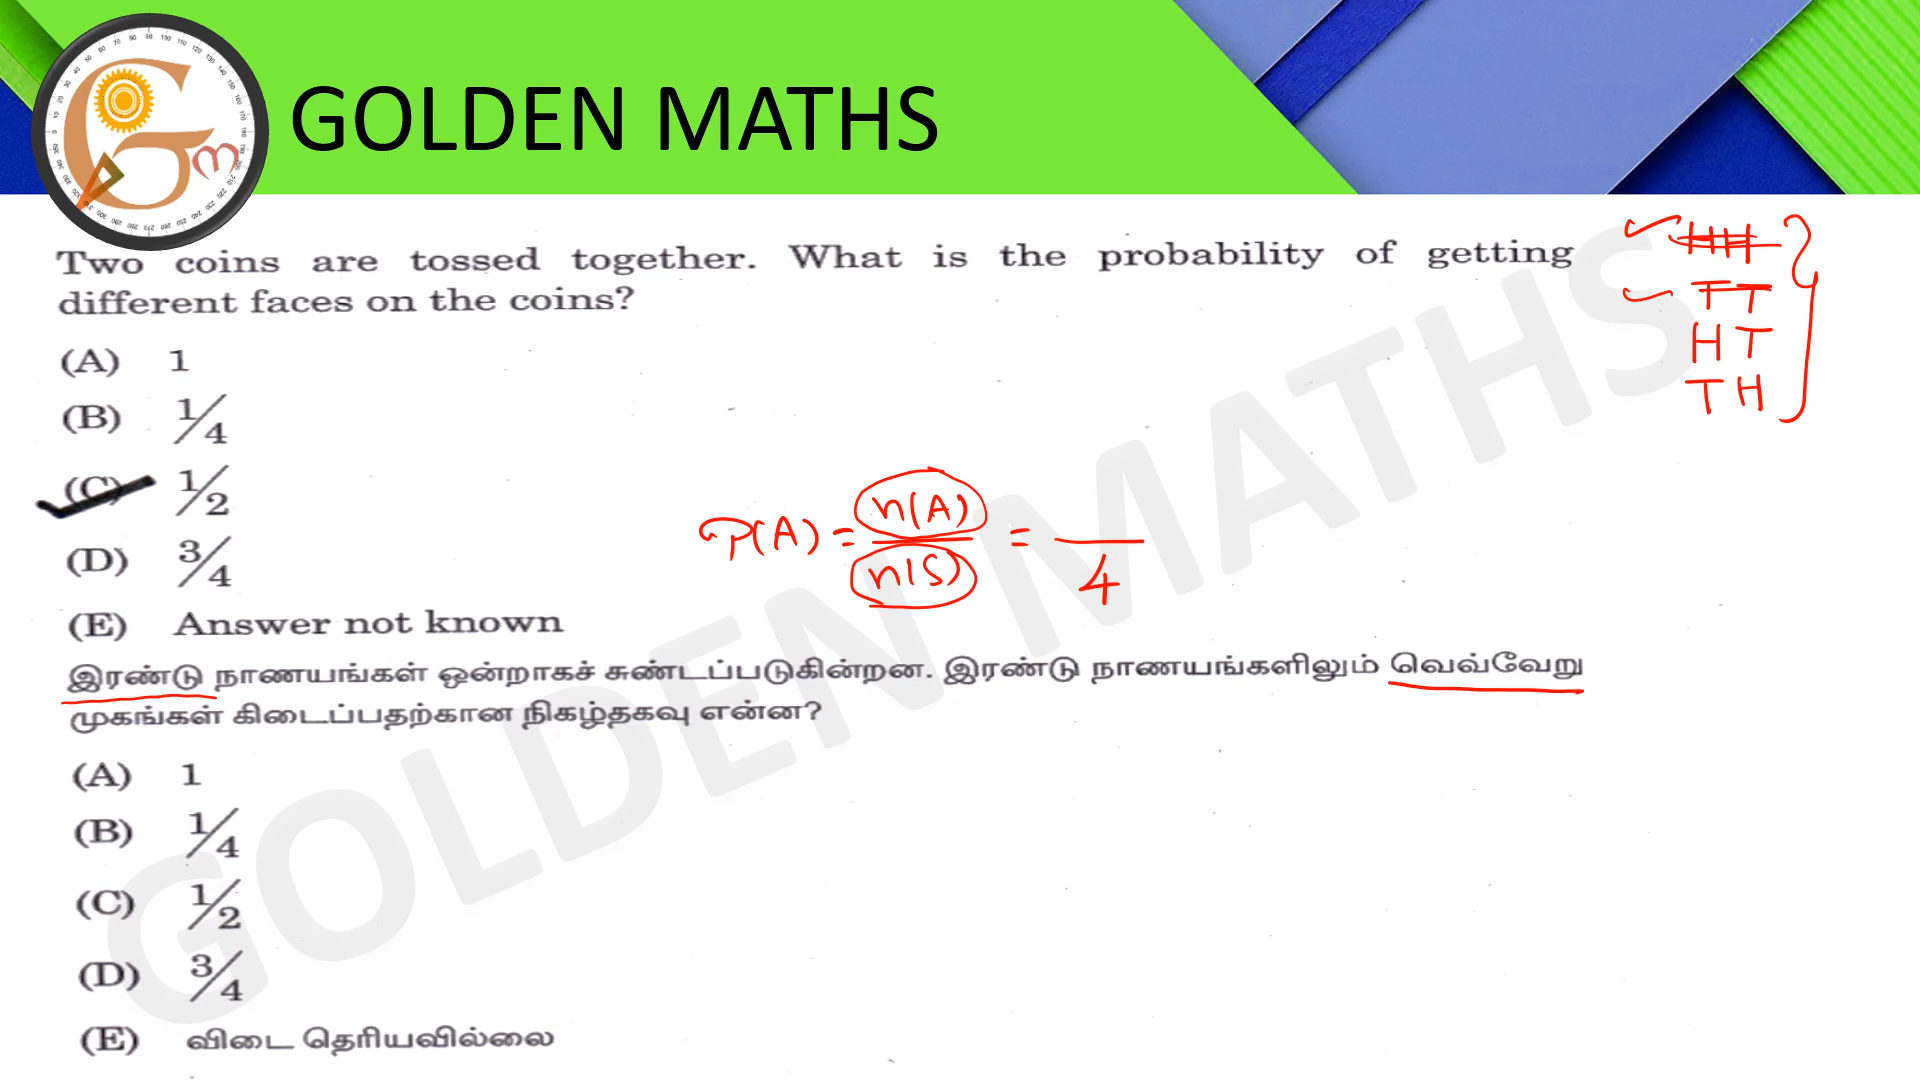 GOLDEN MATHS
Two coins are tossed together. What is the probability of getting
different faces on the coins?
(A) 1
(B) 1/4
(C) 1/2
(D) 3/4
(E) Answer not known
இரண்டு நாணயங்கள் ஒன்றாகச் சுண்டப்படுகின்றன. இரண்டு நாணயங்களிலும் வெவ்வேறு
முகங்கள் கிடைப்பதற்கான நிகழ்தகவு என்ன?
(A) 1
(B) 1/4
(C) 1/2
(D) 3/4
(E) விடை தெரியவில்லை
HH
TT
HT
TH
P(A) = n(A)/n(S) = /4
GOLDEN MATHS